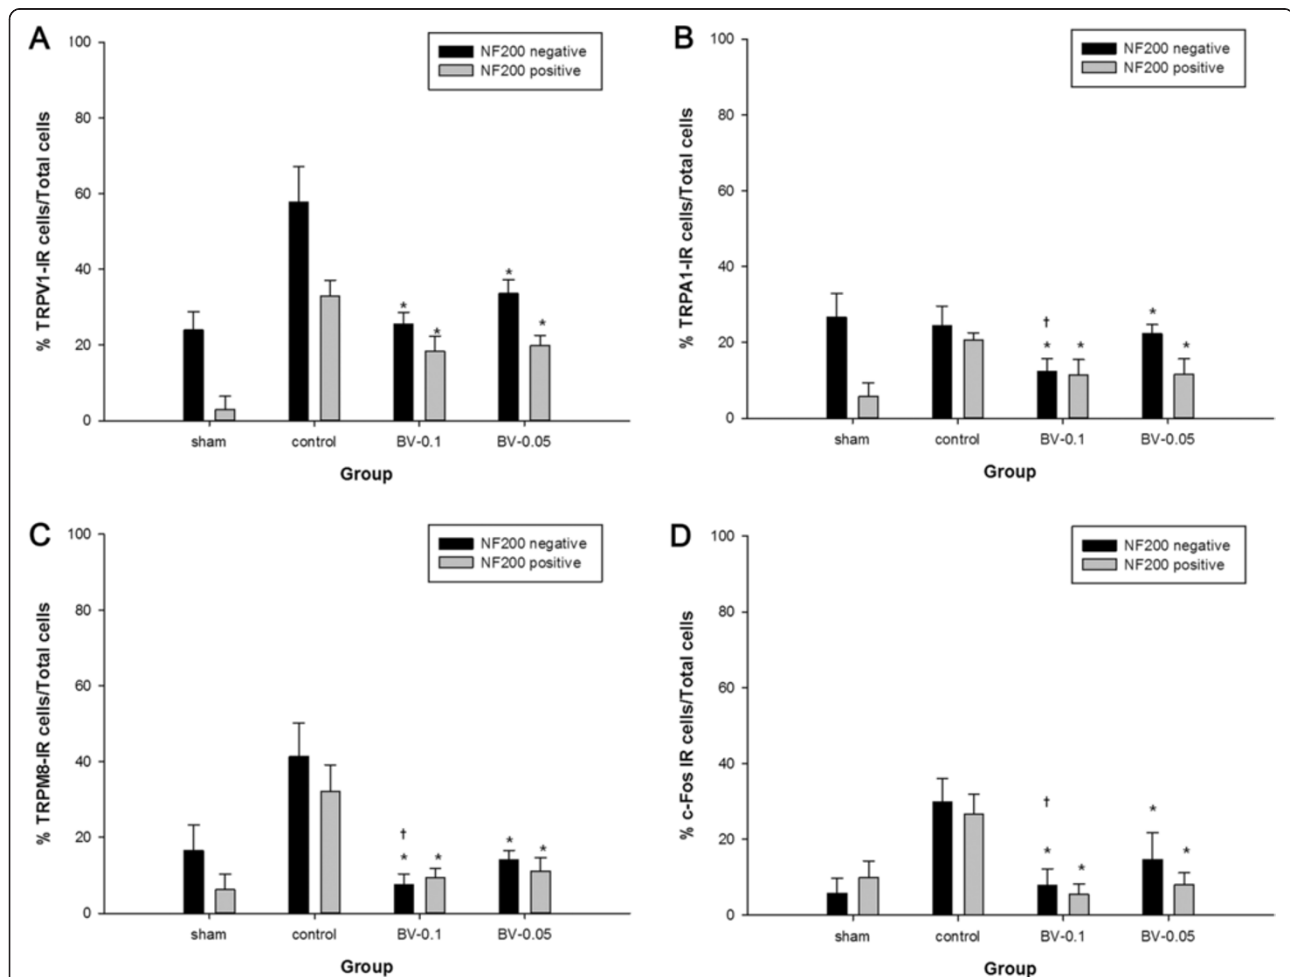 A
100
80
60
40
20
0
% TRPV1-IR cells/Total cells
NF200 negative
NF200 positive
*
*
*
*
sham
control
BV-0.1
BV-0.05
Group
B
100
80
60
40
20
0
% TRPA1-IR cells/Total cells
NF200 negative
NF200 positive
†
*
*
*
*
sham
control
BV-0.1
BV-0.05
Group
C
100
80
60
40
20
0
% TRPM8-IR cells/Total cells
NF200 negative
NF200 positive
†
*
*
*
*
sham
control
BV-0.1
BV-0.05
Group
D
100
80
60
40
20
0
% c-Fos IR cells/Total cells
NF200 negative
NF200 positive
†
*
*
*
*
sham
control
BV-0.1
BV-0.05
Group